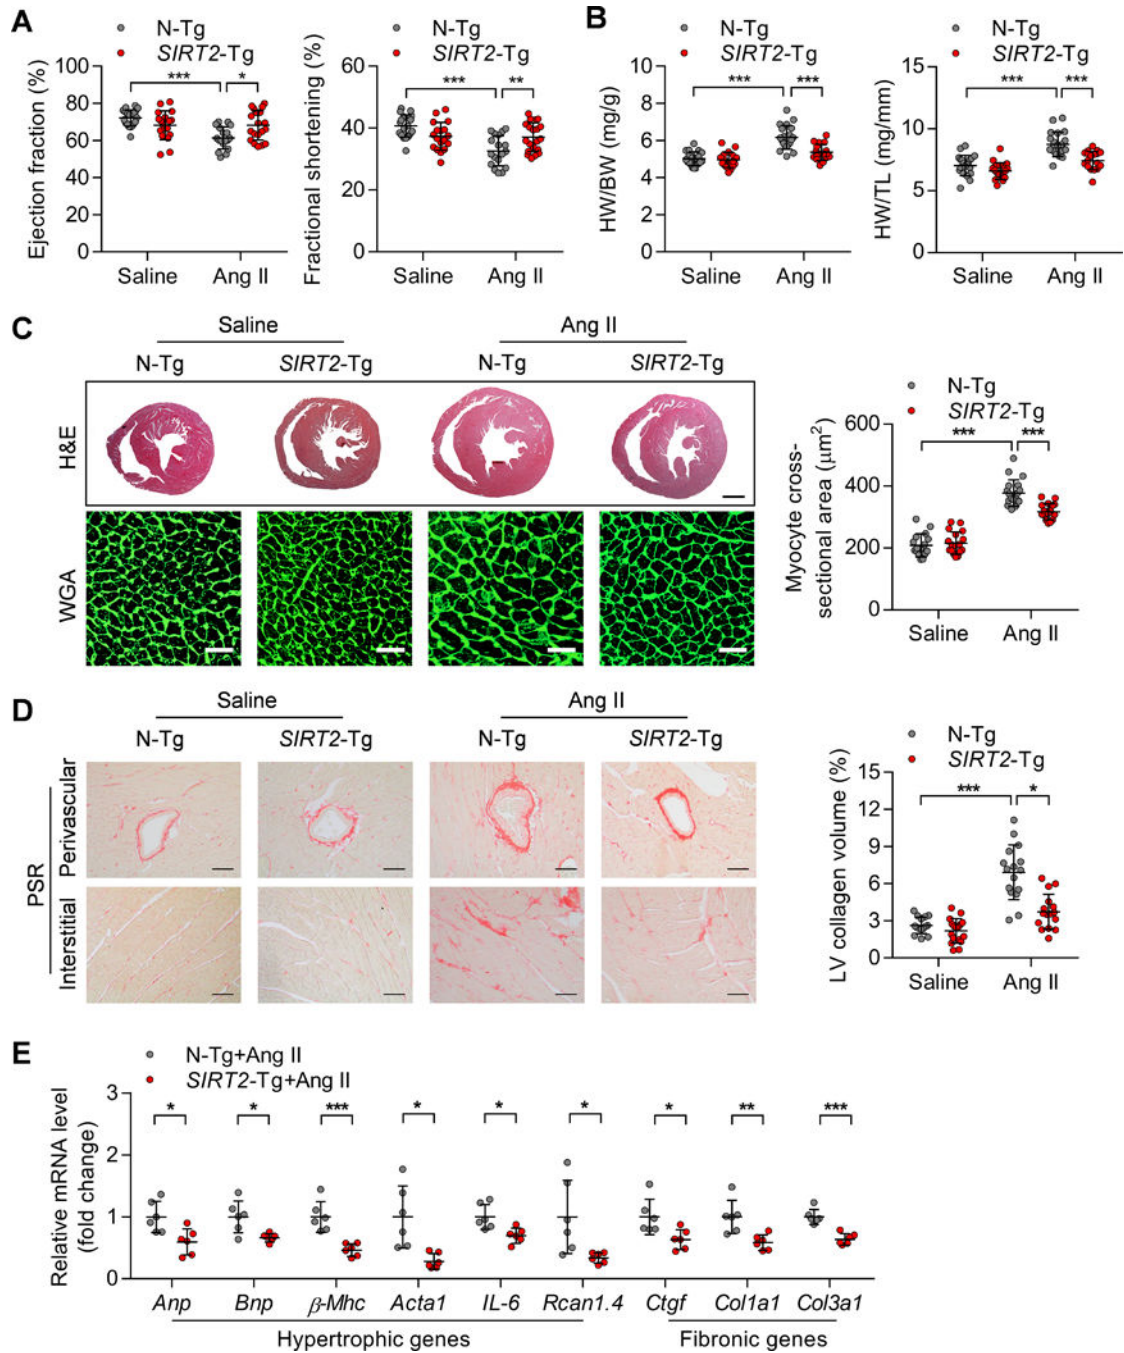 A
N-Tg
SIRT2-Tg
Ejection fraction (%)
100
80
60
40
20
0
***
*
Saline
Ang II
Fractional shortening (%)
60
40
20
0
***
**
Saline
Ang II
B
N-Tg
SIRT2-Tg
HW/BW (mg/g)
10
8
6
4
2
0
***
***
Saline
Ang II
N-Tg
SIRT2-Tg
HW/TL (mg/mm)
15
10
5
0
***
***
Saline
Ang II
C
Saline
Ang II
N-Tg
SIRT2-Tg
N-Tg
SIRT2-Tg
H&E
WGA
N-Tg
SIRT2-Tg
Myocyte cross-
sectional area (μm²)
600
400
200
0
***
***
Saline
Ang II
D
Saline
Ang II
N-Tg
SIRT2-Tg
N-Tg
SIRT2-Tg
PSR
Perivascular
Interstitial
N-Tg
SIRT2-Tg
LV collagen volume (%)
15
12
9
6
3
0
***
*
Saline
Ang II
E
N-Tg+Ang II
SIRT2-Tg+Ang II
Relative mRNA level
(fold change)
3
2
1
0
* * *** * * * * ** ***
Anp Bnp β-Mhc Acta1 IL-6 Rcan1.4 Ctgf Col1a1 Col3a1
Hypertrophic genes
Fibronic genes